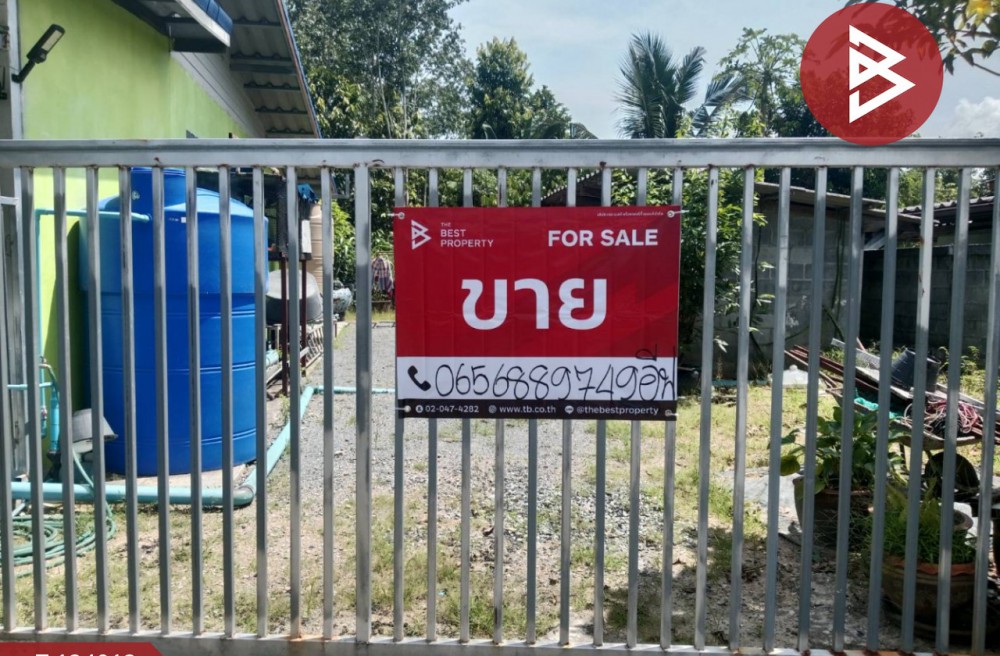 THE
BEST
PROPERTY
FOR SALE
ขาย
0656889749
02-047-4282 www.tb.co.th @thebestproperty